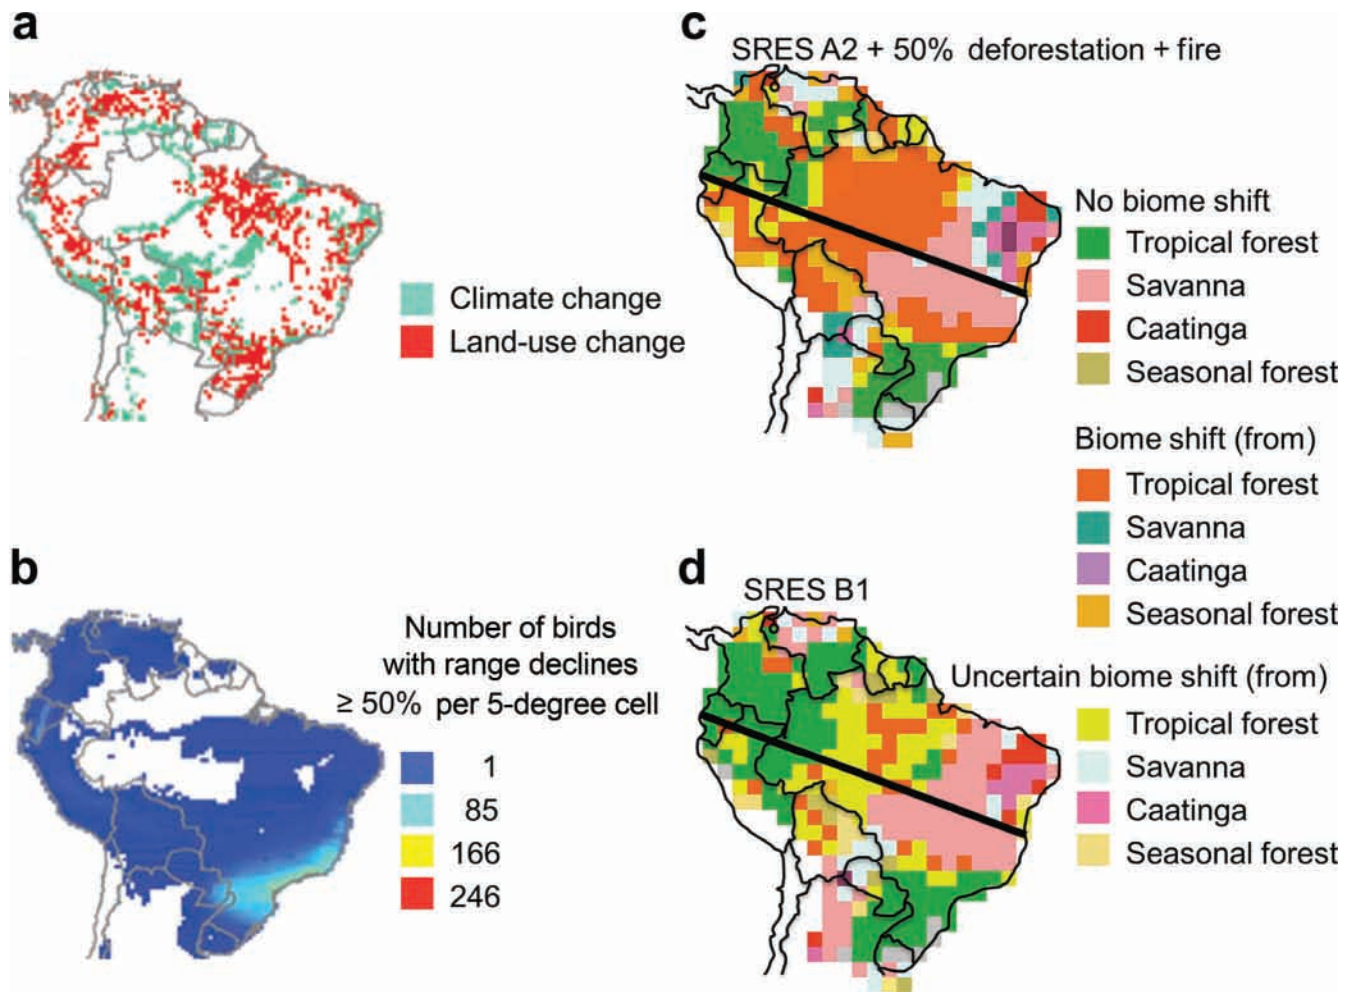 a
Climate change
Land-use change
b
Number of birds
with range declines
≥ 50% per 5-degree cell
1
85
166
246
c
SRES A2 + 50% deforestation + fire
No biome shift
Tropical forest
Savanna
Caatinga
Seasonal forest
Biome shift (from)
Tropical forest
Savanna
Caatinga
Seasonal forest
d
SRES B1
Uncertain biome shift (from)
Tropical forest
Savanna
Caatinga
Seasonal forest